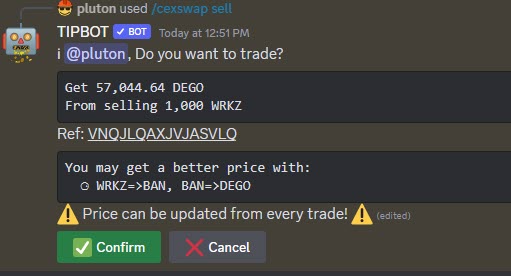 pluton used /cexswap sell
TIPBOT ✓ BOT Today at 12:51 PM
i @pluton, Do you want to trade?
Get 57,044.64 DEGO
From selling 1,000 WRKZ
Ref: VNQJLQAXJVJASVLQ
You may get a better price with:
⚆ WRKZ=>BAN, BAN=>DEGO
⚠️ Price can be updated from every trade! ⚠️ (edited)
✅ Confirm ❌ Cancel